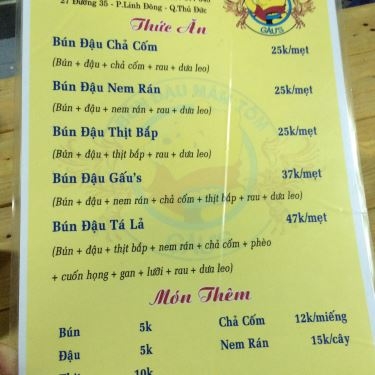 27 Đường 35 - P.Linh Đông - Q.Thủ Đức
GẤU'S
Thức Ăn
Bún Đậu Chả Cốm 25k/mẹt
(Bún + đậu + chả cốm + rau + dưa leo)
Bún Đậu Nem Rán 25k/mẹt
(Bún + đậu + nem rán + rau + dưa leo)
Bún Đậu Thịt Bắp 25k/mẹt
(Bún + đậu + thịt bắp + rau + dưa leo)
Bún Đậu Gấu's 37k/mẹt
(Bún + đậu + nem rán + chả cốm + thịt bắp + rau + dưa leo)
Bún Đậu Tá Lả 47k/mẹt
(Bún + đậu + thịt bắp + nem rán + chả cốm + phèo
+ cuốn họng + gan + lưỡi + rau + dưa leo)
Món Thêm
Bún 5k Chả Cốm 12k/miếng
Đậu 5k Nem Rán 15k/cây
10k